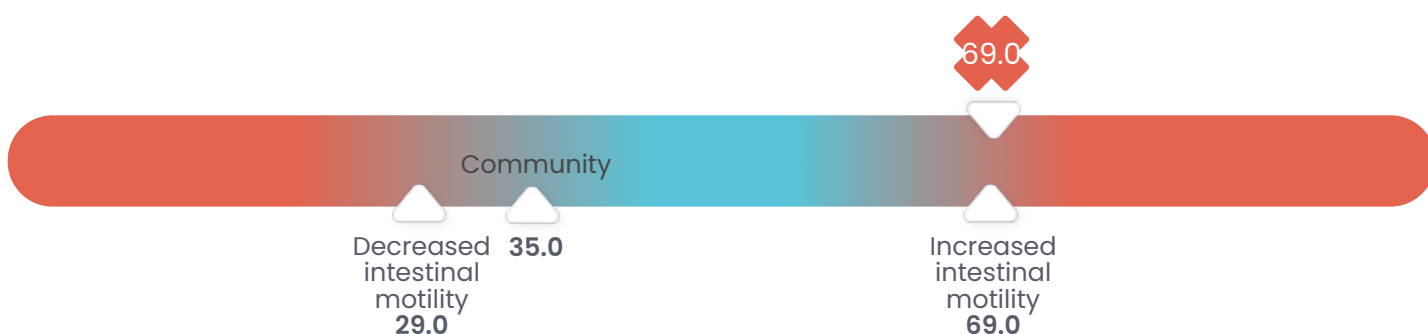 69.0
Community
Decreased
intestinal
motility
29.0
35.0
Increased
intestinal
motility
69.0